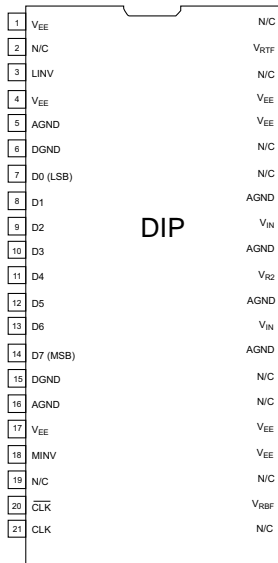 1 VEE N/C
2 N/C VRTF
3 LINV N/C
4 VEE VEE
5 AGND VEE
6 DGND N/C
7 D0 (LSB) N/C
8 D1 AGND
9 D2 DIP VIN
10 D3 AGND
11 D4 VR2
12 D5 AGND
13 D6 VIN
14 D7 (MSB) AGND
15 DGND N/C
16 AGND N/C
17 VEE VEE
18 MINV VEE
19 N/C N/C
20 CLK VRBF
21 CLK N/C